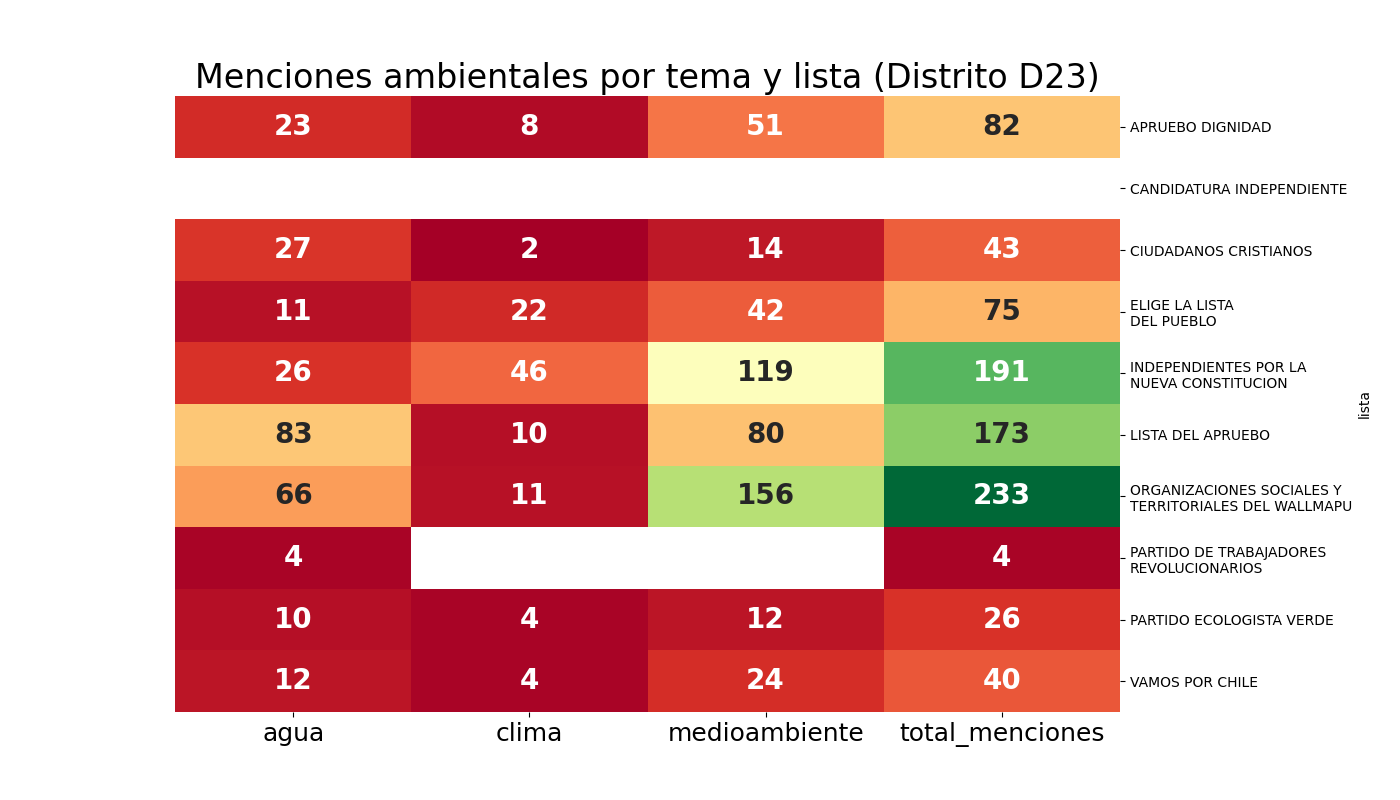 Menciones ambientales por tema y lista (Distrito D23)
23 8 51 82 APRUEBO DIGNIDAD
CANDIDATURA INDEPENDIENTE
27 2 14 43 CIUDADANOS CRISTIANOS
11 22 42 75 ELIGE LA LISTA
DEL PUEBLO
26 46 119 191 INDEPENDIENTES POR LA
NUEVA CONSTITUCION
83 10 80 173 LISTA DEL APRUEBO
66 11 156 233 ORGANIZACIONES SOCIALES Y
TERRITORIALES DEL WALLMAPU
4 4 PARTIDO DE TRABAJADORES
REVOLUCIONARIOS
10 4 12 26 PARTIDO ECOLOGISTA VERDE
12 4 24 40 VAMOS POR CHILE
agua clima medioambiente total_menciones
lista